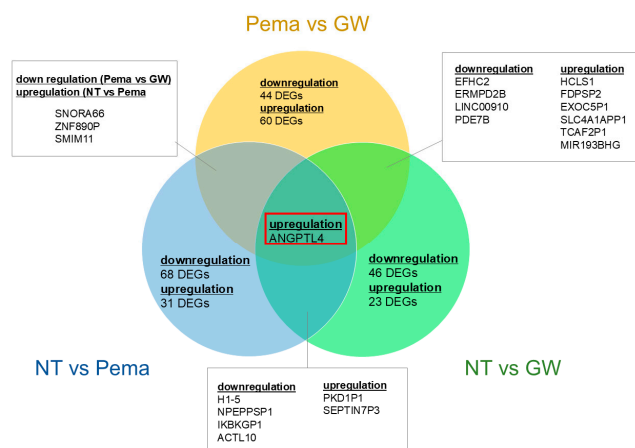 Pema vs GW
down regulation (Pema vs GW)
upregulation (NT vs Pema
SNORA66
ZNF890P
SMIM11
downregulation
44 DEGs
upregulation
60 DEGs
downregulation
EFHC2
ERMPD2B
LINC00910
PDE7B
upregulation
HCLS1
FDPSP2
EXOC5P1
SLC4A1APP1
TCAF2P1
MIR193BHG
upregulation
ANGPTL4
downregulation
68 DEGs
upregulation
31 DEGs
downregulation
46 DEGs
upregulation
23 DEGs
NT vs Pema
NT vs GW
downregulation
H1-5
NPEPPSP1
IKBKGP1
ACTL10
upregulation
PKD1P1
SEPTIN7P3